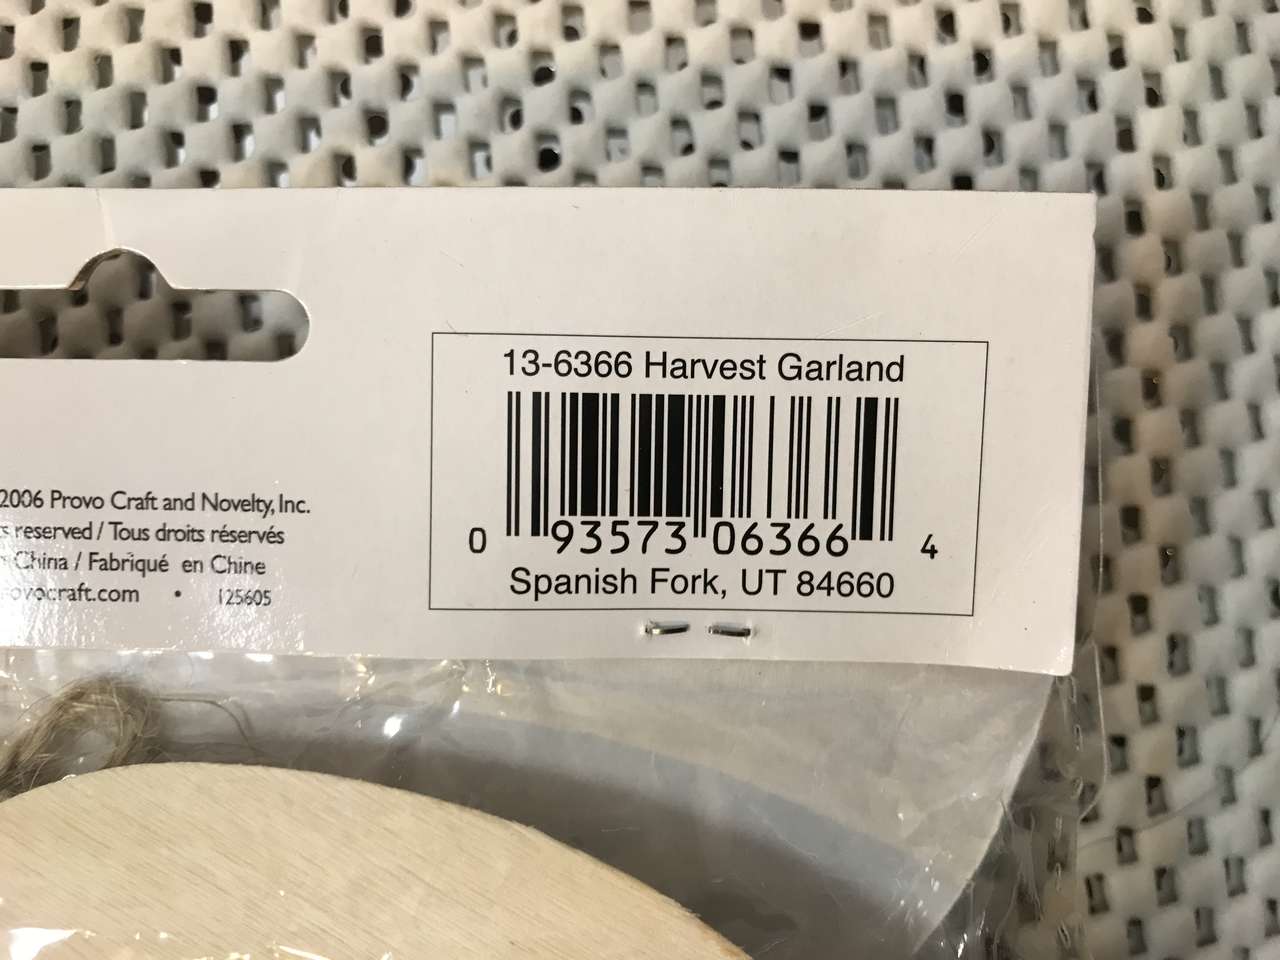 13-6366 Harvest Garland
0 93573 06366 4
Spanish Fork, UT 84660
2006 Provo Craft and Novelty, Inc.
reserved / Tous droits réservés
China / Fabriqué en Chine
ovocraft.com • 125605